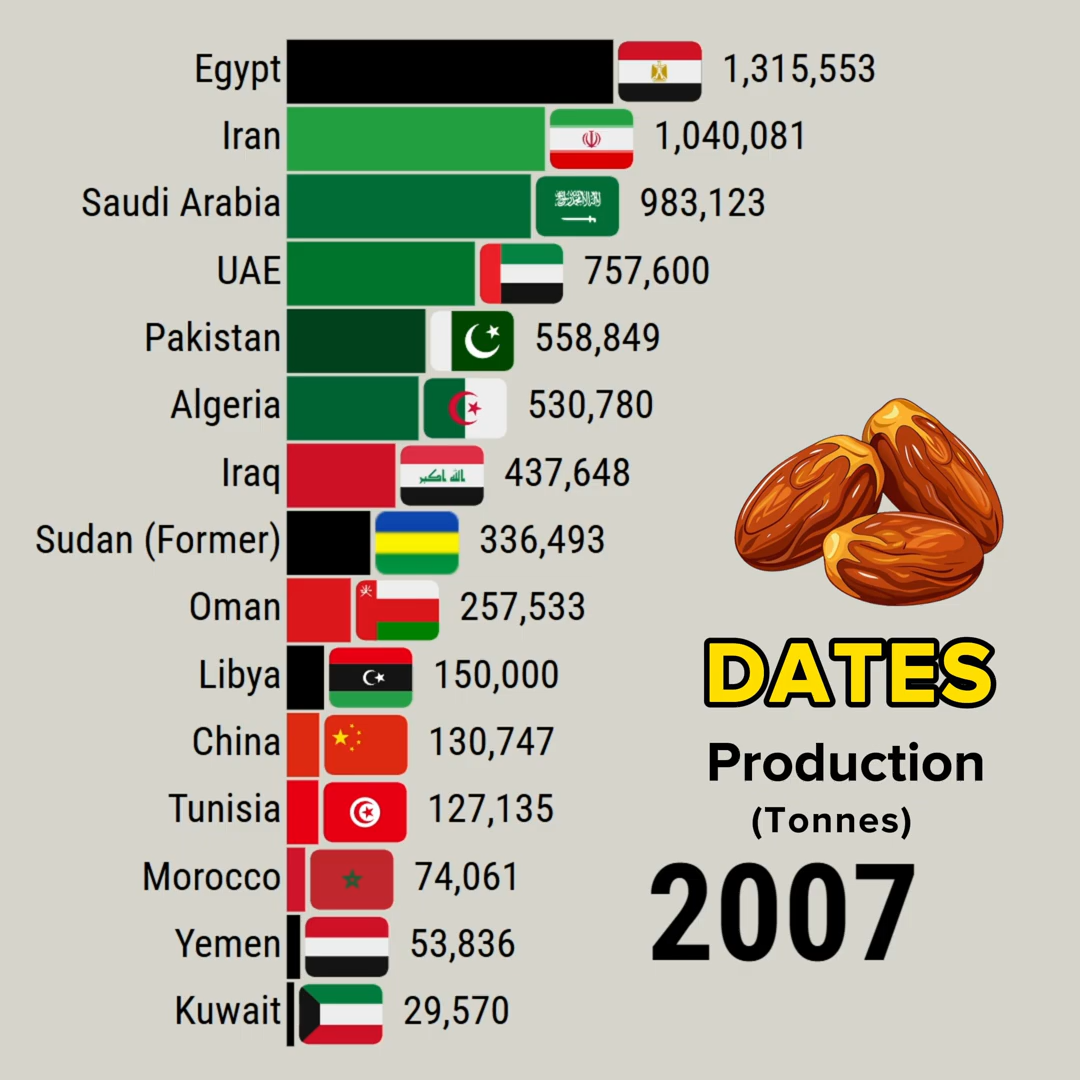 Egypt 1,315,553
Iran 1,040,081
Saudi Arabia 983,123
UAE 757,600
Pakistan 558,849
Algeria 530,780
Iraq الله اكبر 437,648
Sudan (Former) 336,493
Oman 257,533
Libya 150,000
China 130,747
Tunisia 127,135
Morocco 74,061
Yemen 53,836
Kuwait 29,570
DATES
Production
(Tonnes)
2007